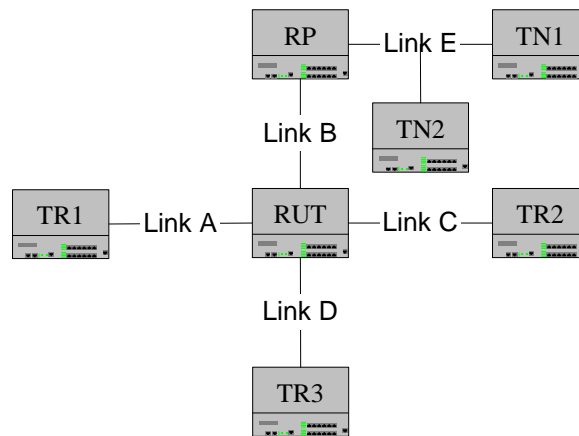 RP
Link E
TN1
Link B
TN2
TR1
Link A
RUT
Link C
TR2
Link D
TR3